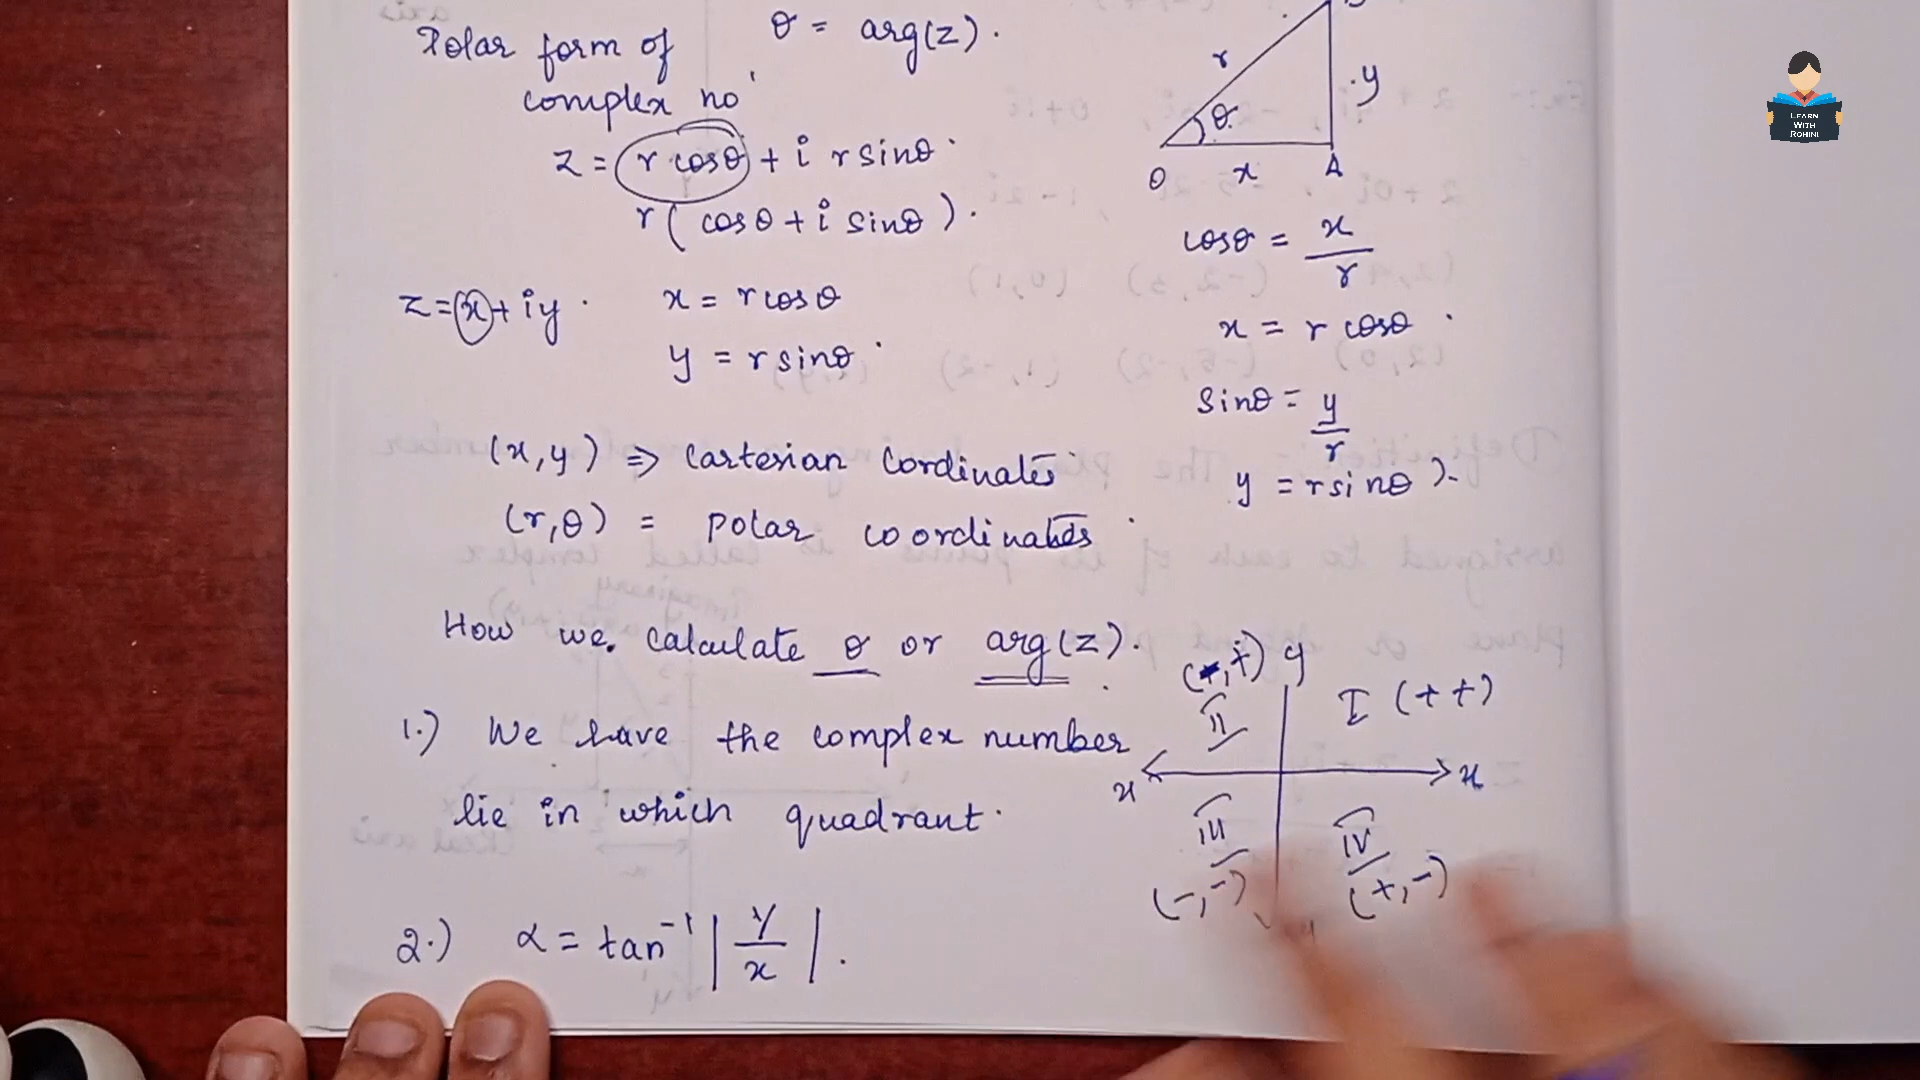 Polar form of complex no
θ = arg(z).
z = r cosθ + i r sinθ
r( cosθ + i sinθ ).
z = x + iy . x = r cosθ
y = r sinθ
(x,y) ⇒ Cartesian Cordinates
(r,θ) = polar coordinates
r
θ
y
O x A
cosθ = x/r
x = r cosθ
sinθ = y/r
y = r sinθ
How we calculate θ or arg(z).
1.) We have the complex number
lie in which quadrant.
2.) α = tan⁻¹ |y/x| .
y
II
I (+ +)
x x
III IV
(-,-) (+,-)
LEARN
WITH
ROHINI